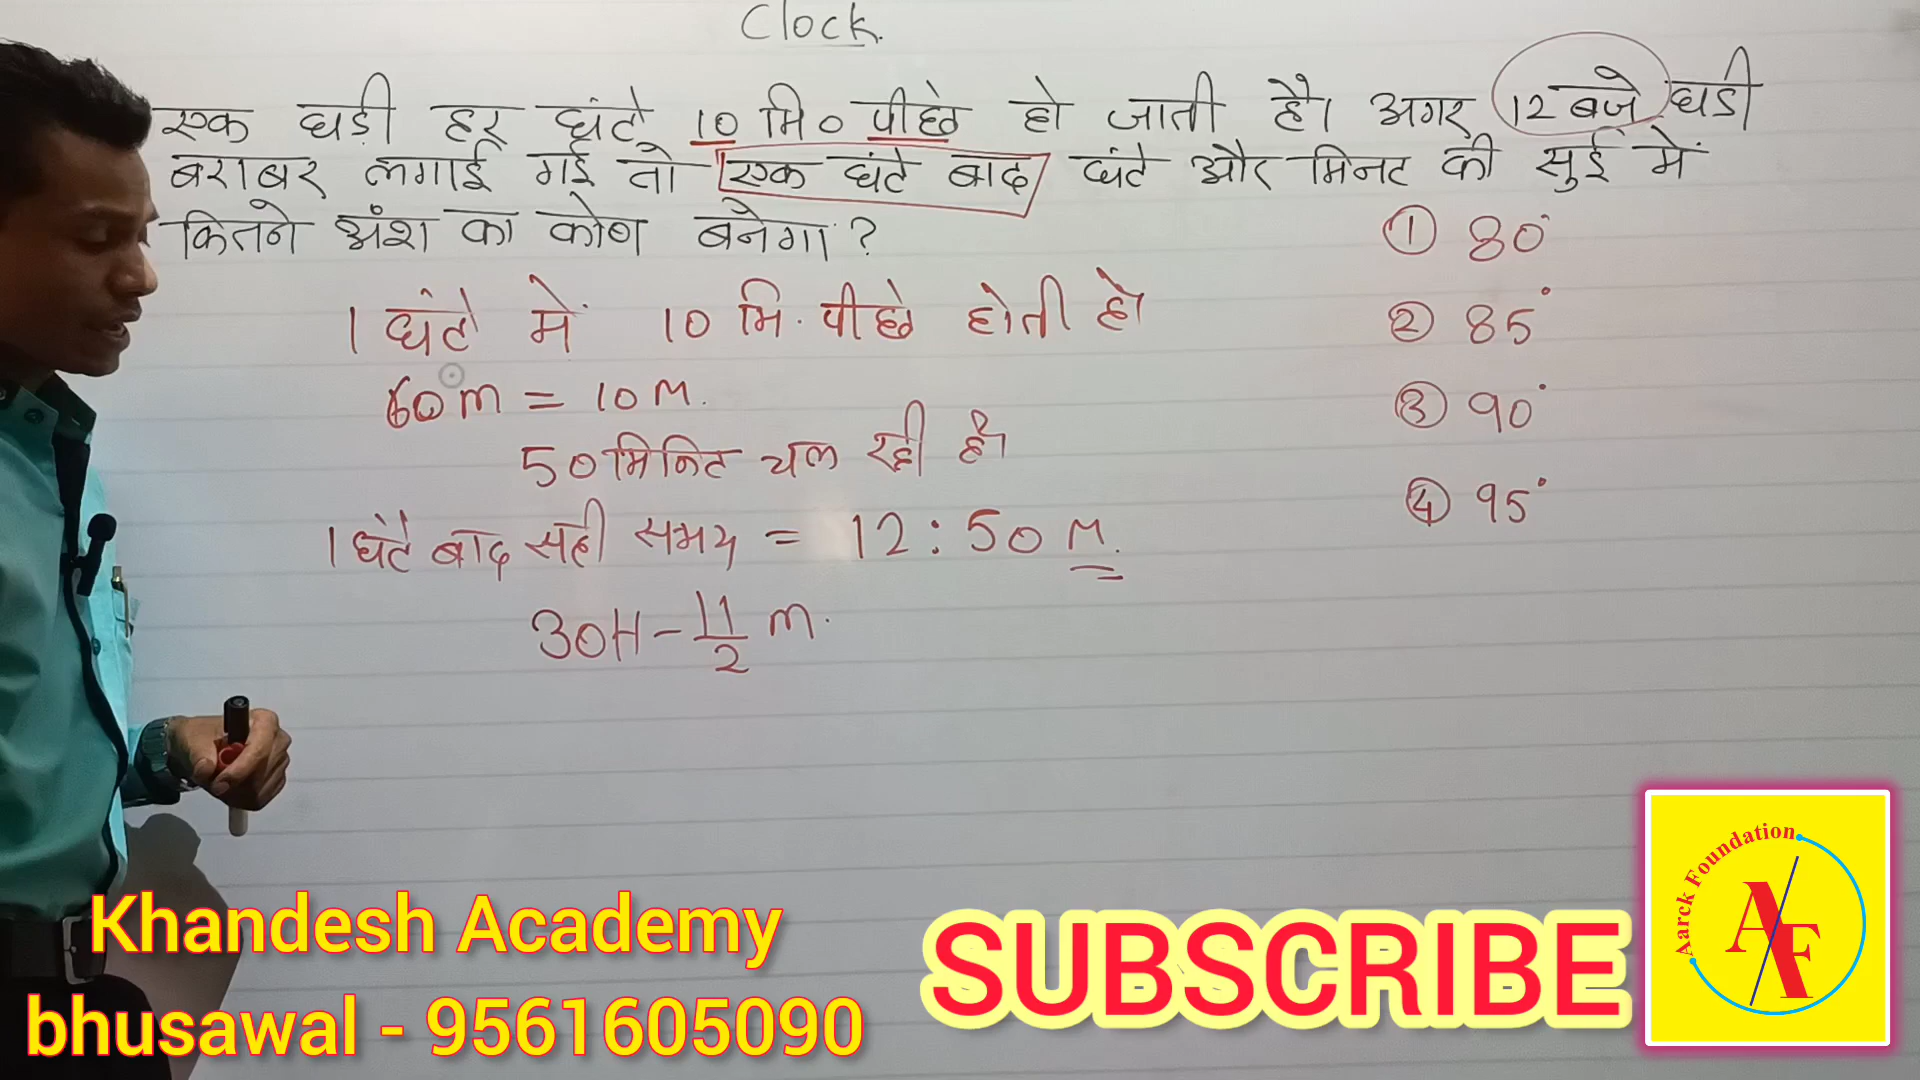 Clock.
एक घड़ी हर घंटे 10 मि० पीछे हो जाती है। अगर 12 बजे घडी
बराबर लगाई गई तो एक घंटे बाद घंटे और मिनट की सुई में
कितने अंश का कोण बनेगा ?
① 80°
② 85°
③ 90°
④ 95°
1 घंटे में 10 मि. पीछे होती है
60m = 10 M.
50 मिनिट चल रही है।
1 घंटे बाद सही समय = 12 : 50 M.
30H - 11/2 m.
Khandesh Academy
bhusawal - 9561605090
SUBSCRIBE
Aarck Foundation
AF